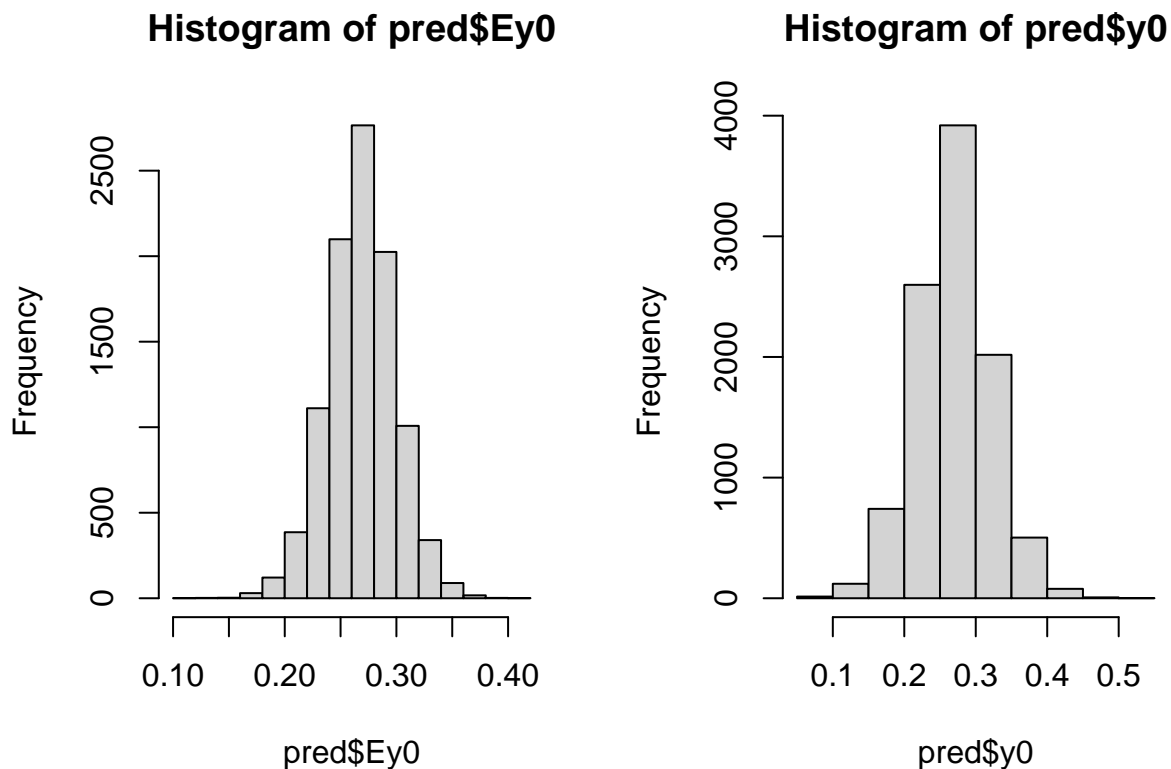 Histogram of pred$Ey0
Frequency
0 500 1500 2500
0.10 0.20 0.30 0.40
pred$Ey0
Histogram of pred$y0
Frequency
0 1000 2000 3000 4000
0.1 0.2 0.3 0.4 0.5
pred$y0